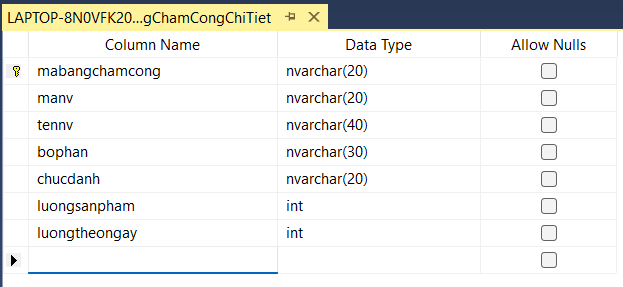 LAPTOP-8N0VFK20...gChamCongChiTiet
Column Name Data Type Allow Nulls
mabangchamcong nvarchar(20)
manv nvarchar(20)
tennv nvarchar(40)
bophan nvarchar(30)
chucdanh nvarchar(20)
luongsanpham int
luongtheongay int